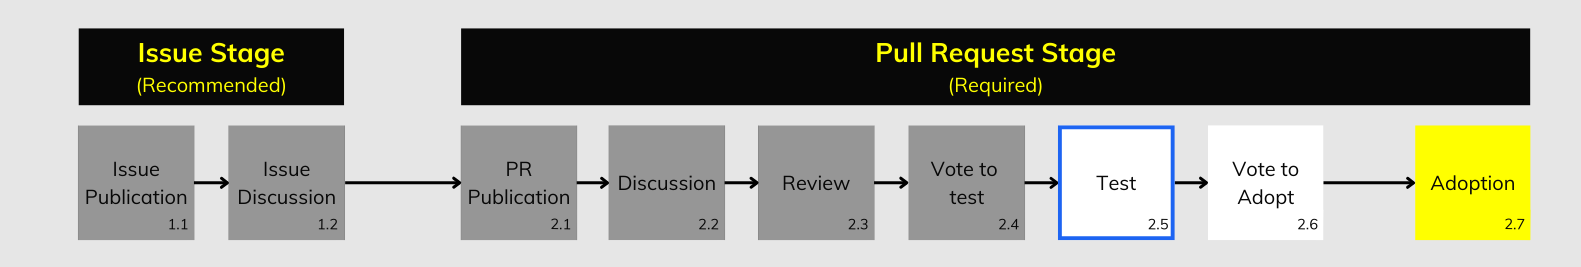 Issue Stage
(Recommended)
Pull Request Stage
(Required)
Issue
Publication
1.1
Issue
Discussion
1.2
PR
Publication
2.1
Discussion
2.2
Review
2.3
Vote to
test
2.4
Test
2.5
Vote to
Adopt
2.6
Adoption
2.7